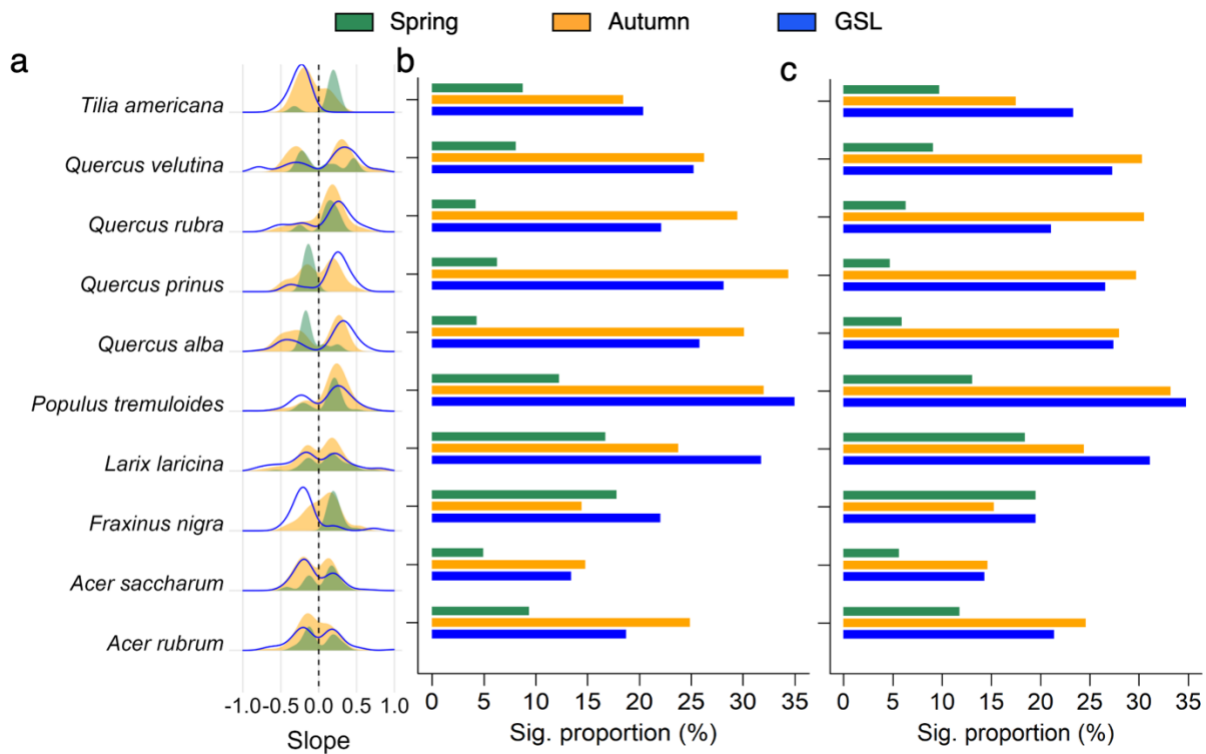 Spring Autumn GSL
a b c
Tilia americana
Quercus velutina
Quercus rubra
Quercus prinus
Quercus alba
Populus tremuloides
Larix laricina
Fraxinus nigra
Acer saccharum
Acer rubrum
-1.0-0.5 0.0 0.5 1.0
0 5 10 15 20 25 30 35
0 5 10 15 20 25 30 35
Slope
Sig. proportion (%)
Sig. proportion (%)